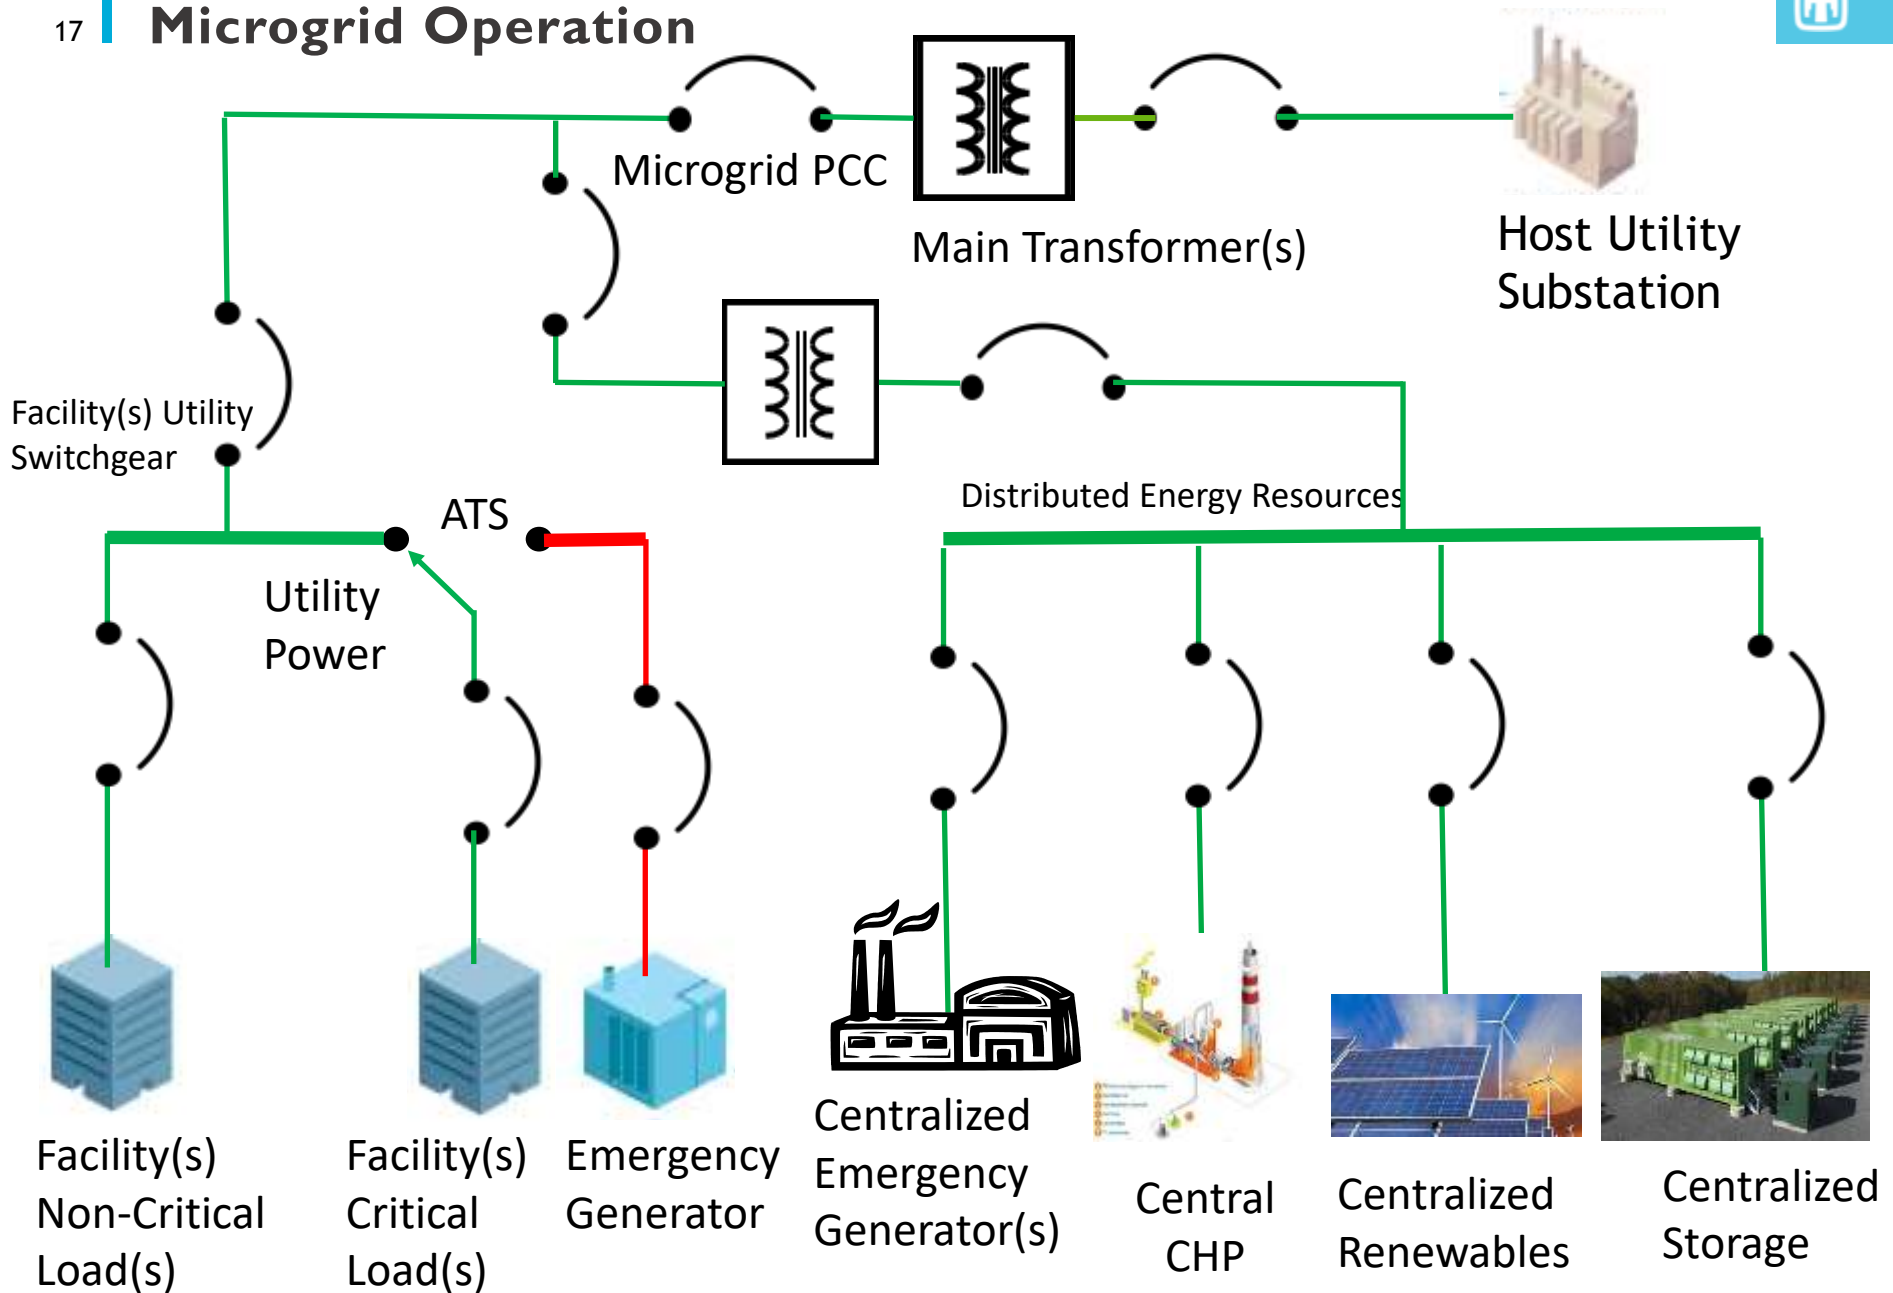 17
Microgrid Operation
Microgrid PCC
Main Transformer(s)
Host Utility
Substation
Facility(s) Utility
Switchgear
ATS
Distributed Energy Resources
Utility
Power
Facility(s)
Non-Critical
Load(s)
Facility(s)
Critical
Load(s)
Emergency
Generator
Centralized
Emergency
Generator(s)
Central
CHP
Centralized
Renewables
Centralized
Storage